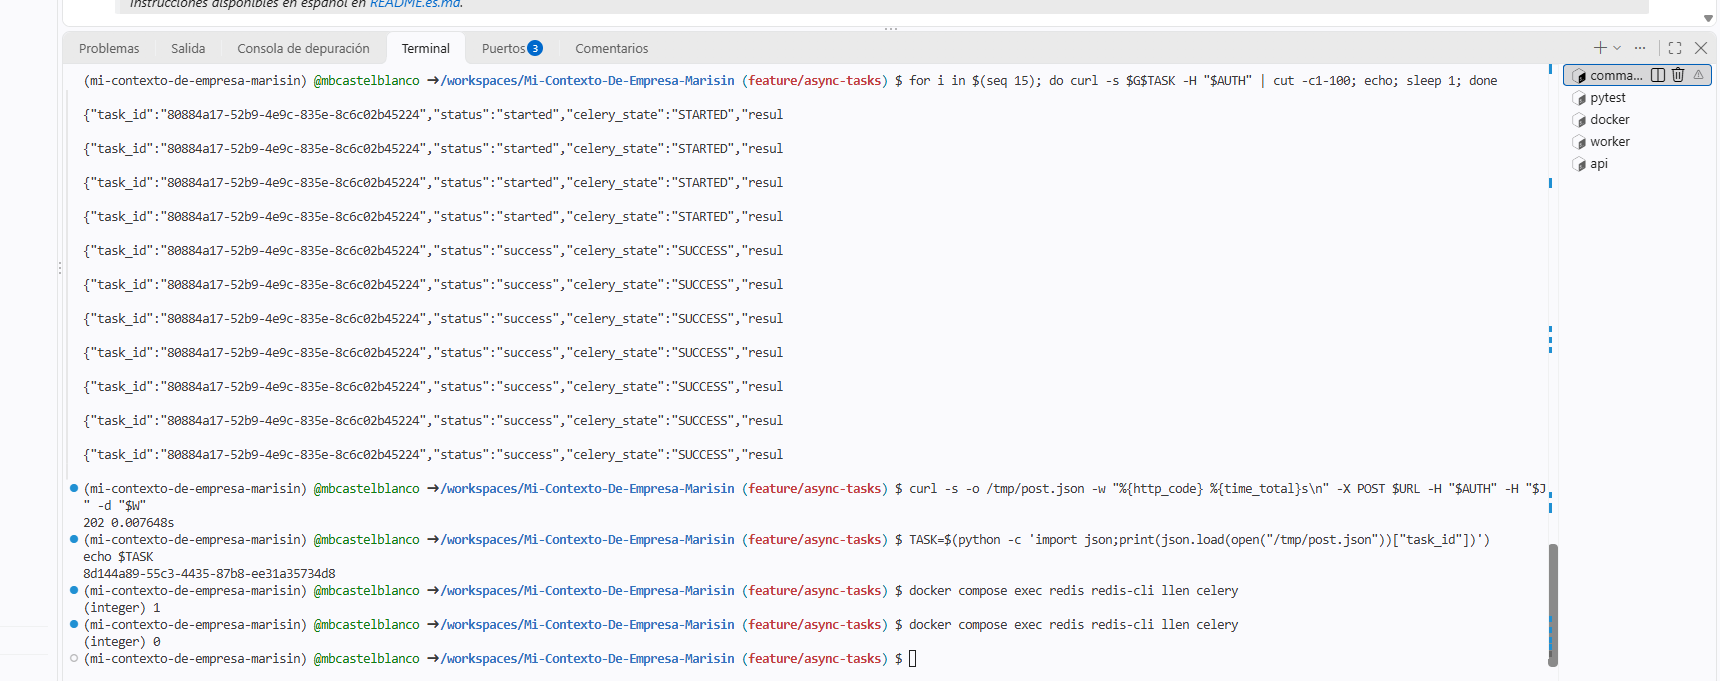 Instrucciones disponibles en español en README.es.md.
Problemas Salida Consola de depuración Terminal Puertos 3 Comentarios
(mi-contexto-de-empresa-marisin) @mbcastelblanco ➜/workspaces/Mi-Contexto-De-Empresa-Marisin (feature/async-tasks) $ for i in $(seq 15); do curl -s $G$TASK -H "$AUTH" | cut -c1-100; echo; sleep 1; done
{"task_id":"80884a17-52b9-4e9c-835e-8c6c02b45224","status":"started","celery_state":"STARTED","resul
{"task_id":"80884a17-52b9-4e9c-835e-8c6c02b45224","status":"started","celery_state":"STARTED","resul
{"task_id":"80884a17-52b9-4e9c-835e-8c6c02b45224","status":"started","celery_state":"STARTED","resul
{"task_id":"80884a17-52b9-4e9c-835e-8c6c02b45224","status":"started","celery_state":"STARTED","resul
{"task_id":"80884a17-52b9-4e9c-835e-8c6c02b45224","status":"success","celery_state":"SUCCESS","resul
{"task_id":"80884a17-52b9-4e9c-835e-8c6c02b45224","status":"success","celery_state":"SUCCESS","resul
{"task_id":"80884a17-52b9-4e9c-835e-8c6c02b45224","status":"success","celery_state":"SUCCESS","resul
{"task_id":"80884a17-52b9-4e9c-835e-8c6c02b45224","status":"success","celery_state":"SUCCESS","resul
{"task_id":"80884a17-52b9-4e9c-835e-8c6c02b45224","status":"success","celery_state":"SUCCESS","resul
{"task_id":"80884a17-52b9-4e9c-835e-8c6c02b45224","status":"success","celery_state":"SUCCESS","resul
{"task_id":"80884a17-52b9-4e9c-835e-8c6c02b45224","status":"success","celery_state":"SUCCESS","resul
(mi-contexto-de-empresa-marisin) @mbcastelblanco ➜/workspaces/Mi-Contexto-De-Empresa-Marisin (feature/async-tasks) $ curl -s -o /tmp/post.json -w "%{http_code} %{time_total}s\n" -X POST $URL -H "$AUTH" -H "$J
" -d "$W"
202 0.007648s
(mi-contexto-de-empresa-marisin) @mbcastelblanco ➜/workspaces/Mi-Contexto-De-Empresa-Marisin (feature/async-tasks) $ TASK=$(python -c 'import json;print(json.load(open("/tmp/post.json"))["task_id"])')
echo $TASK
8d144a89-55c3-4435-87b8-ee31a35734d8
(mi-contexto-de-empresa-marisin) @mbcastelblanco ➜/workspaces/Mi-Contexto-De-Empresa-Marisin (feature/async-tasks) $ docker compose exec redis redis-cli llen celery
(integer) 1
(mi-contexto-de-empresa-marisin) @mbcastelblanco ➜/workspaces/Mi-Contexto-De-Empresa-Marisin (feature/async-tasks) $ docker compose exec redis redis-cli llen celery
(integer) 0
(mi-contexto-de-empresa-marisin) @mbcastelblanco ➜/workspaces/Mi-Contexto-De-Empresa-Marisin (feature/async-tasks) $
comma...
pytest
docker
worker
api